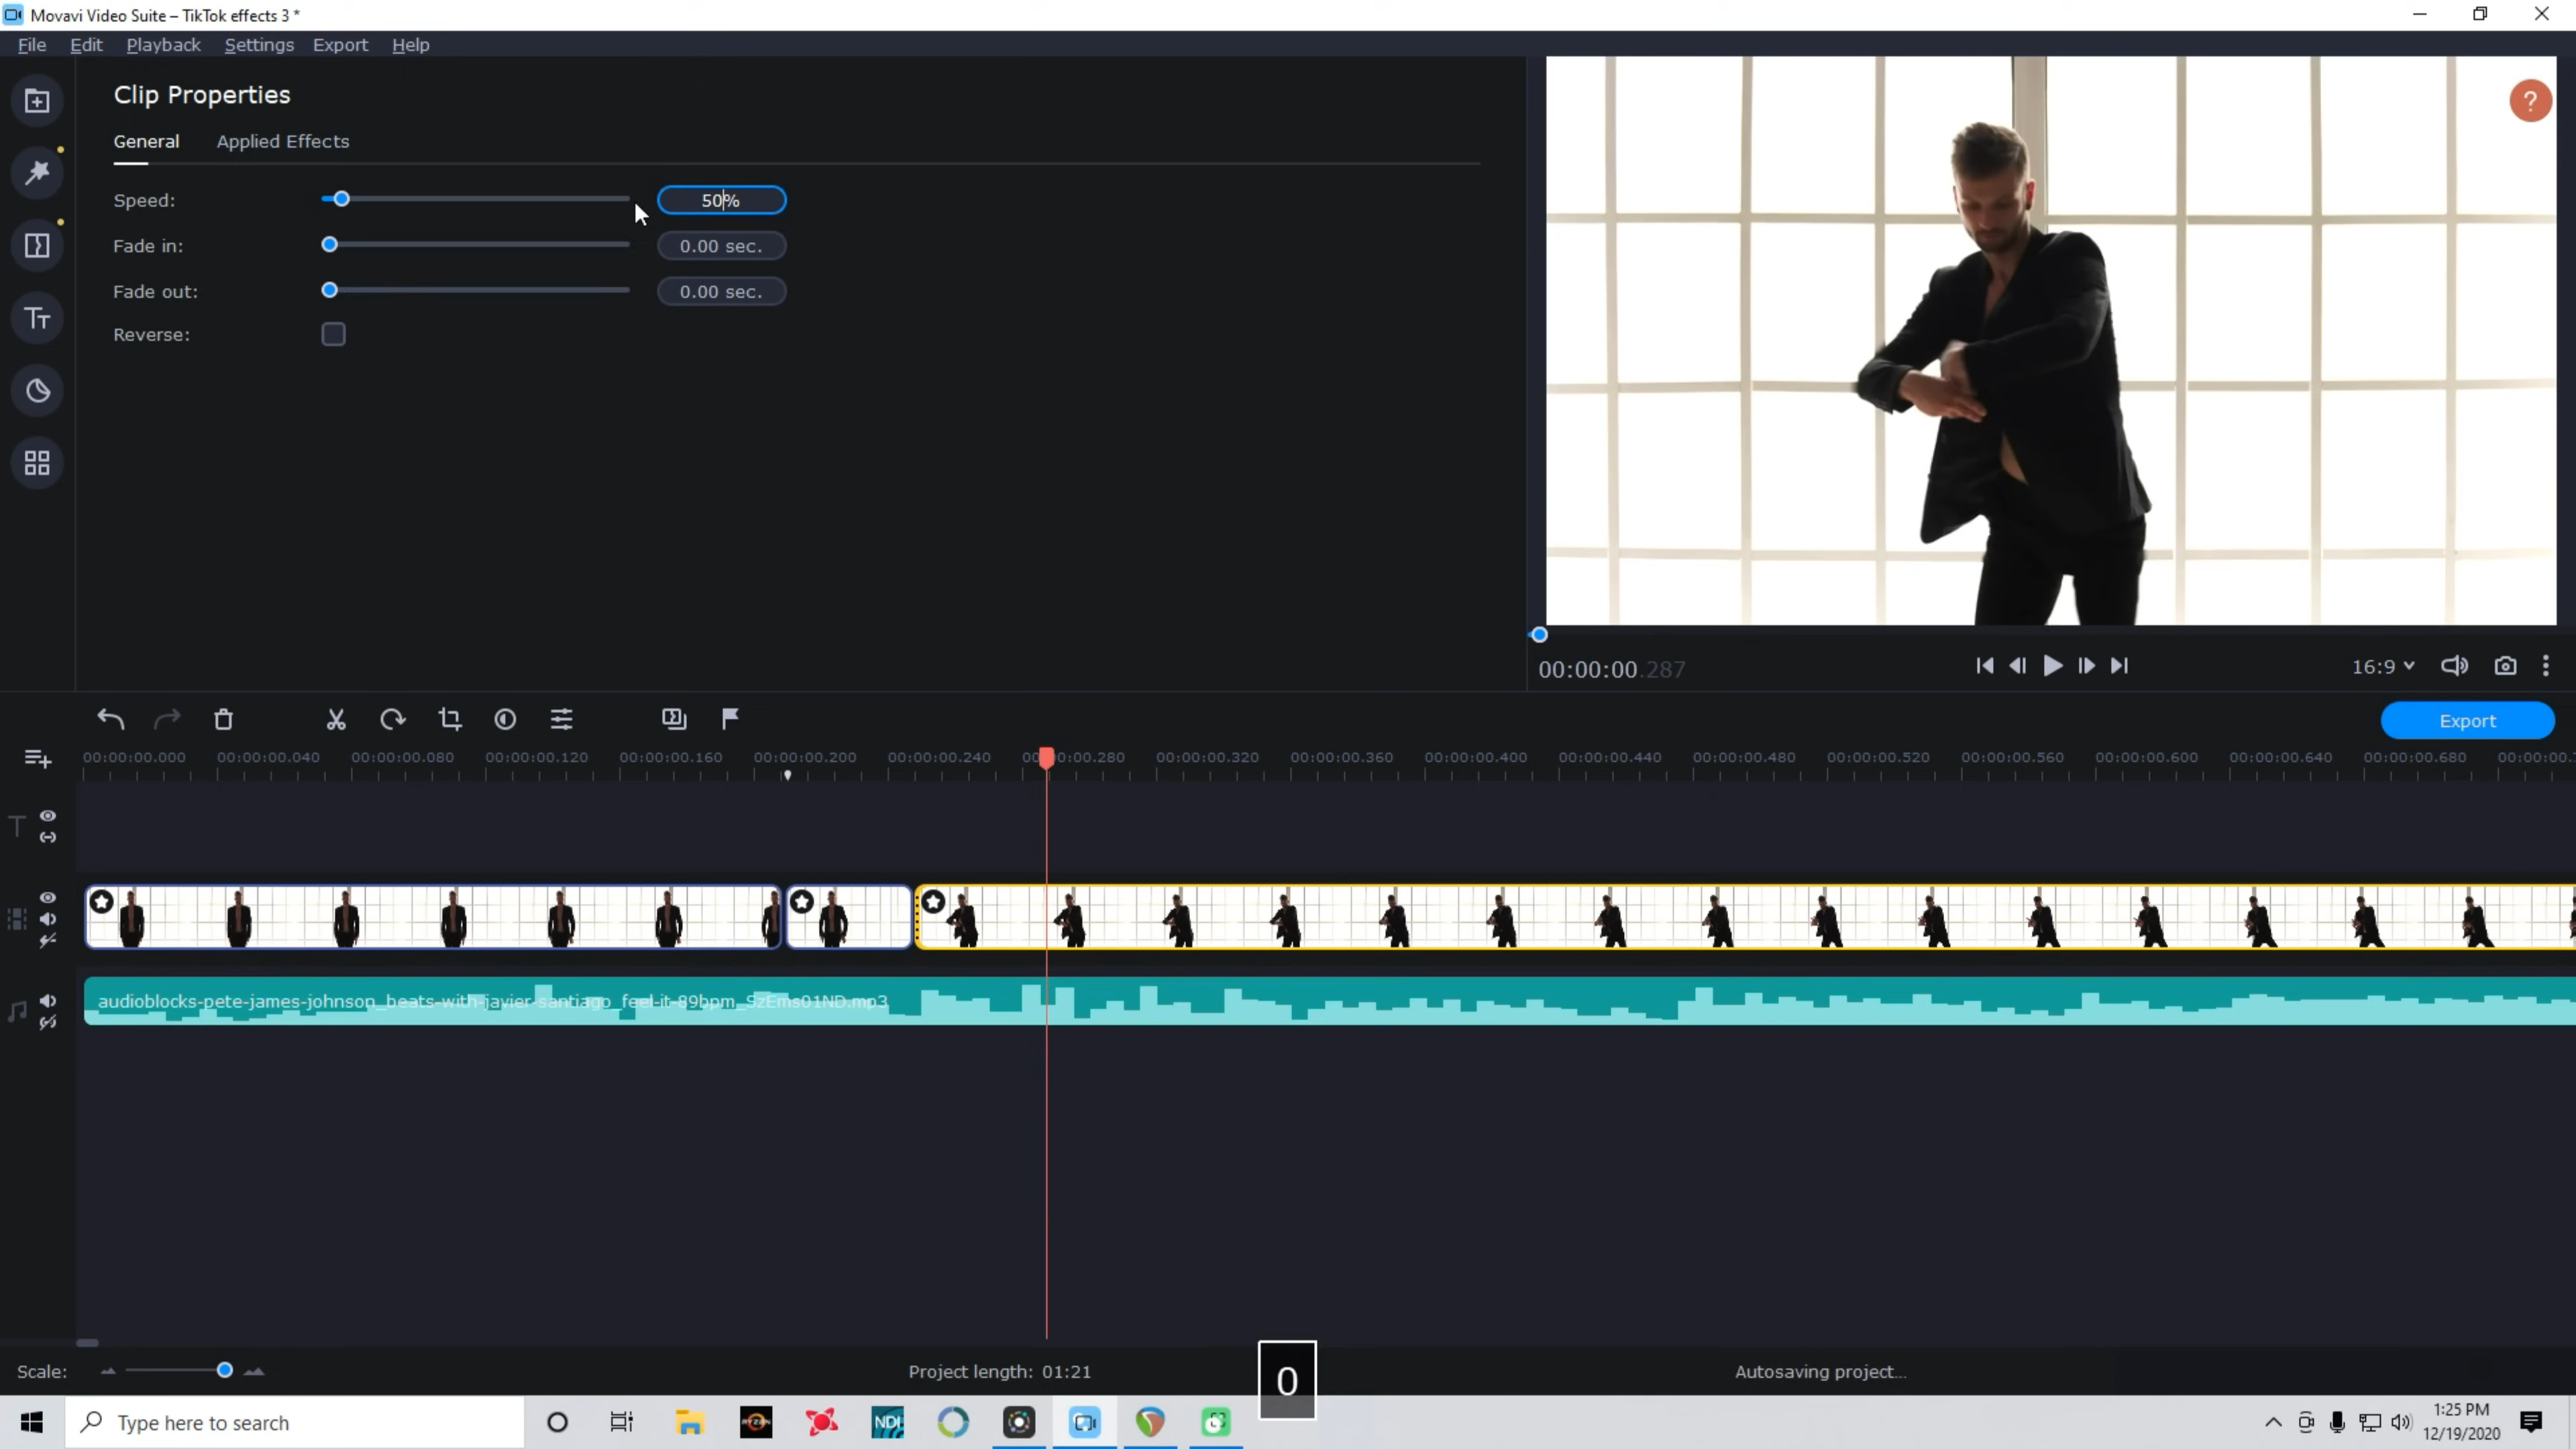 Movavi Video Suite – TikTok effects 3 *
File Edit Playback Settings Export Help
Clip Properties
General Applied Effects
Speed: 50%
Fade in: 0.00 sec.
Fade out: 0.00 sec.
Reverse:
?
00:00:00.287
16:9
Export
00:00:00.000 00:00:00.040 00:00:00.080 00:00:00.120 00:00:00.160 00:00:00.200 00:00:00.240 00:00:00.280 00:00:00.320 00:00:00.360 00:00:00.400 00:00:00.440 00:00:00.480 00:00:00.520 00:00:00.560 00:00:00.600 00:00:00.640 00:00:00.680 00:00:00.
audioblocks-pete-james-johnson_beats-with-javier-santiago_feel-it-89bpm_SzEms01ND.mp3
Scale: Project length: 01:21 0 Autosaving project...
Type here to search RYZEN NDI
1:25 PM
12/19/2020